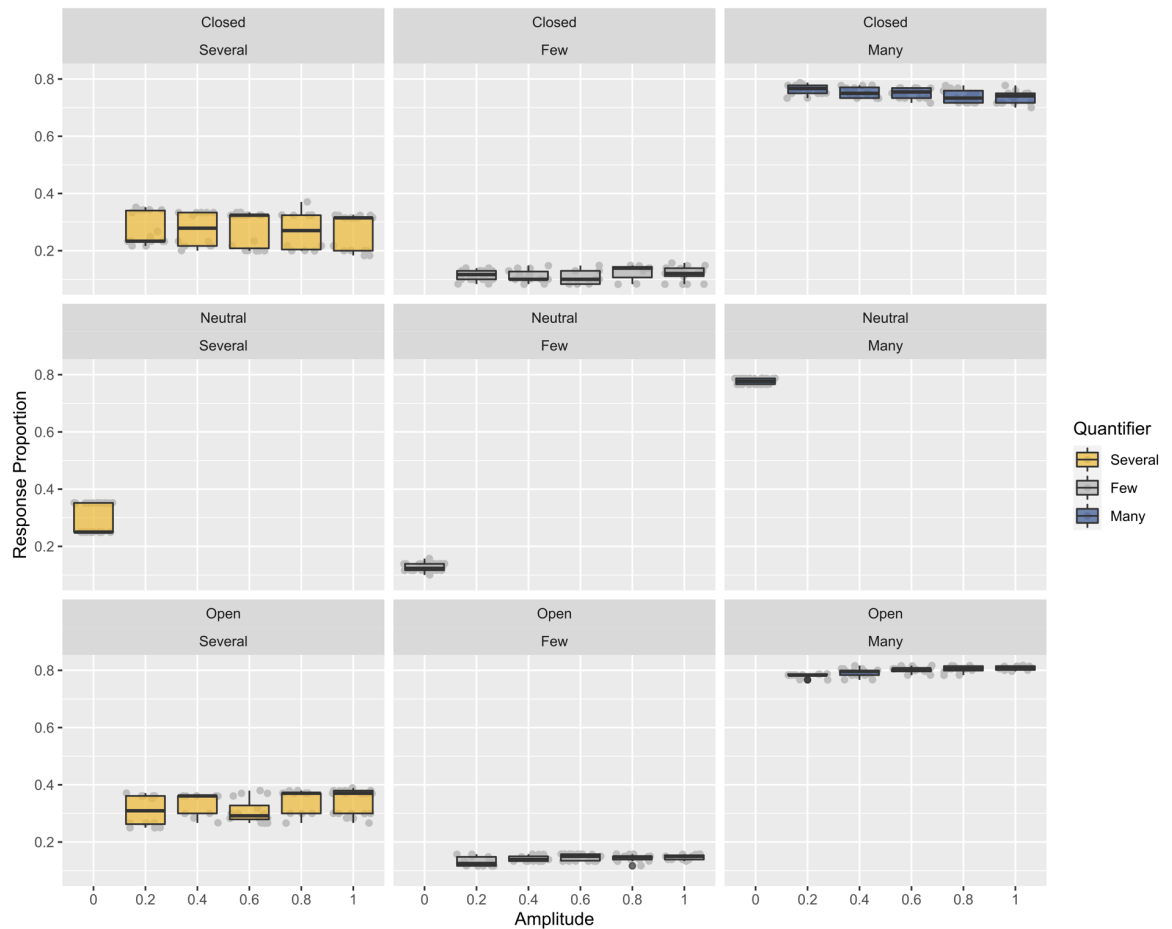 Closed
Several
Closed
Few
Closed
Many
0.8
0.6
0.4
0.2
Neutral
Several
Neutral
Few
Neutral
Many
0.8
0.6
0.4
0.2
Open
Several
Open
Few
Open
Many
0.8
0.6
0.4
0.2
0 0.2 0.4 0.6 0.8 1
0 0.2 0.4 0.6 0.8 1
0 0.2 0.4 0.6 0.8 1
Amplitude
Response Proportion
Quantifier
Several
Few
Many